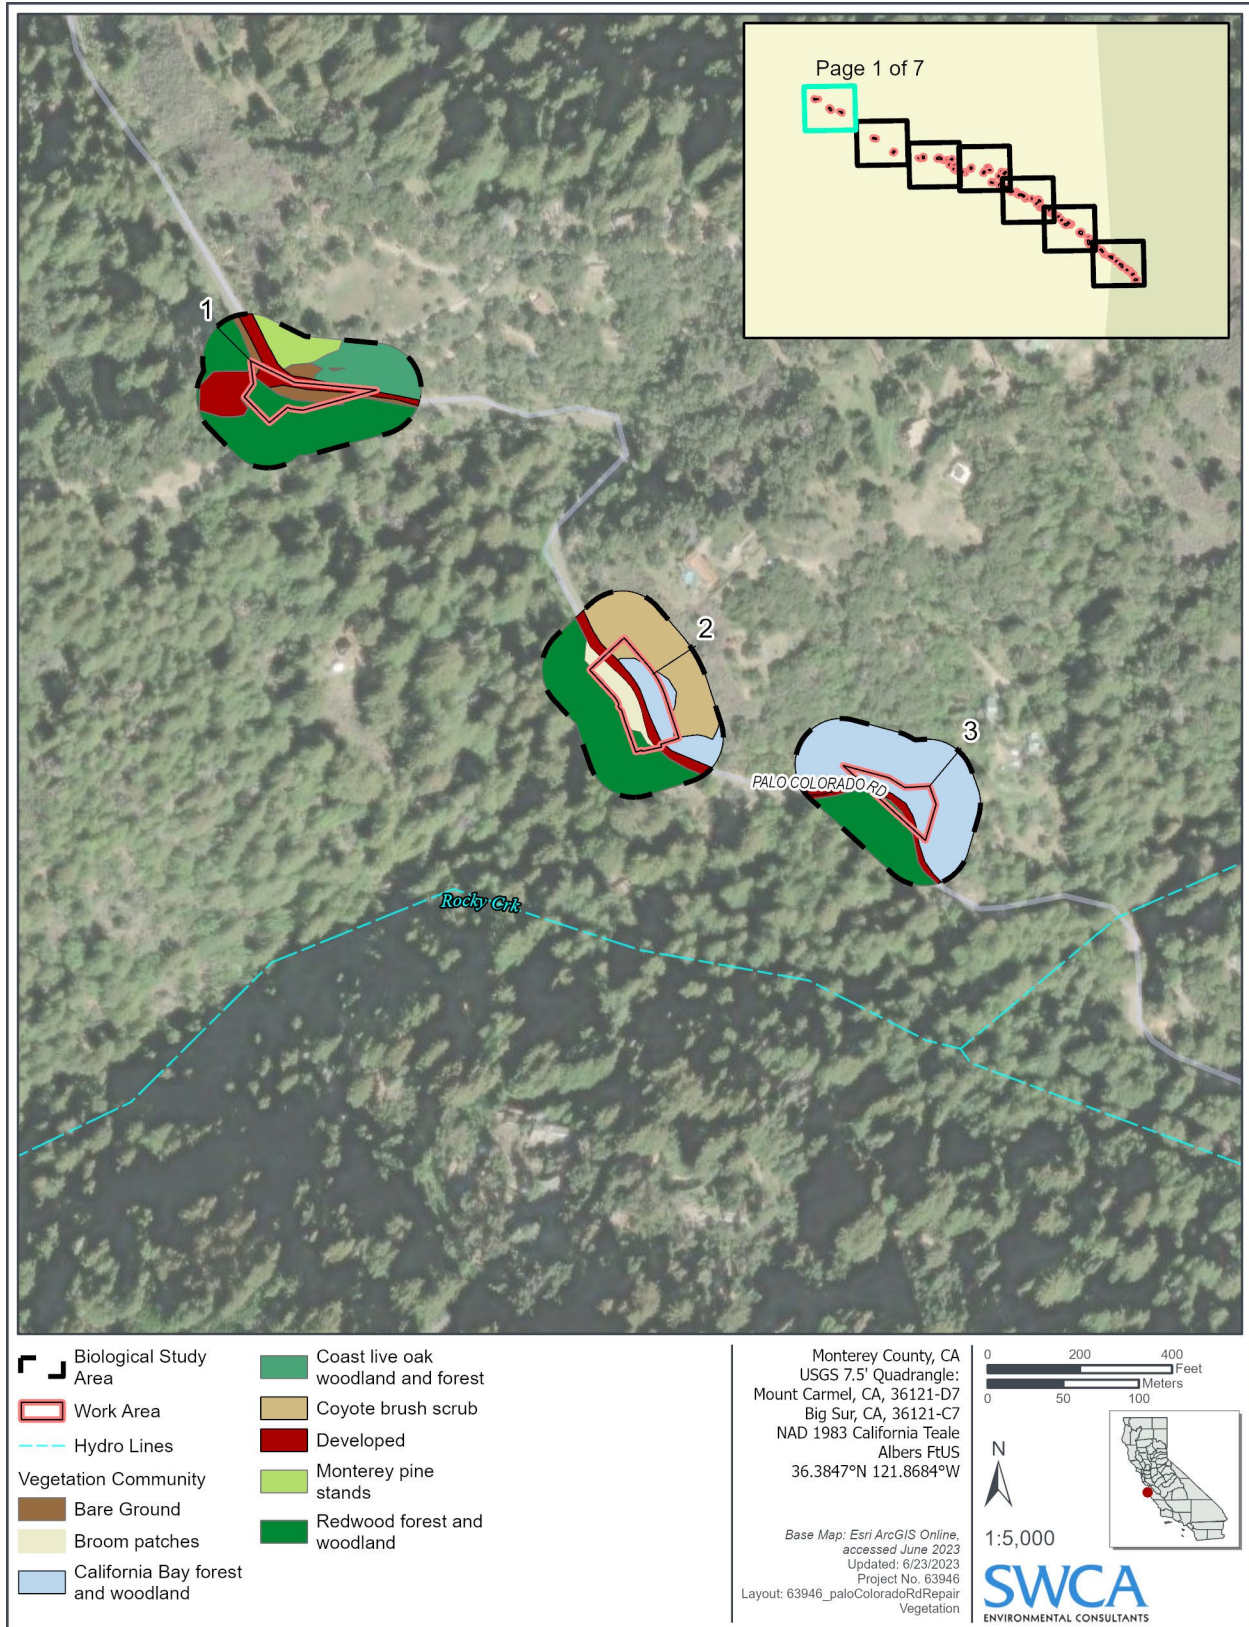 Page 1 of 7
1
2
3
PALO COLORADO RD
Rocky Crk
Biological Study
Area
Work Area
Hydro Lines
Vegetation Community
Bare Ground
Broom patches
California Bay forest
and woodland
Coast live oak
woodland and forest
Coyote brush scrub
Developed
Monterey pine
stands
Redwood forest and
woodland
Monterey County, CA
USGS 7.5' Quadrangle:
Mount Carmel, CA, 36121-D7
Big Sur, CA, 36121-C7
NAD 1983 California Teale
Albers FtUS
36.3847°N 121.8684°W
Base Map: Esri ArcGIS Online,
accessed June 2023
Updated: 6/23/2023
Project No. 63946
Layout: 63946_paloColoradoRdRepair
Vegetation
0 200 400
Feet
Meters
0 50 100
N
1:5,000
SWCA
ENVIRONMENTAL CONSULTANTS